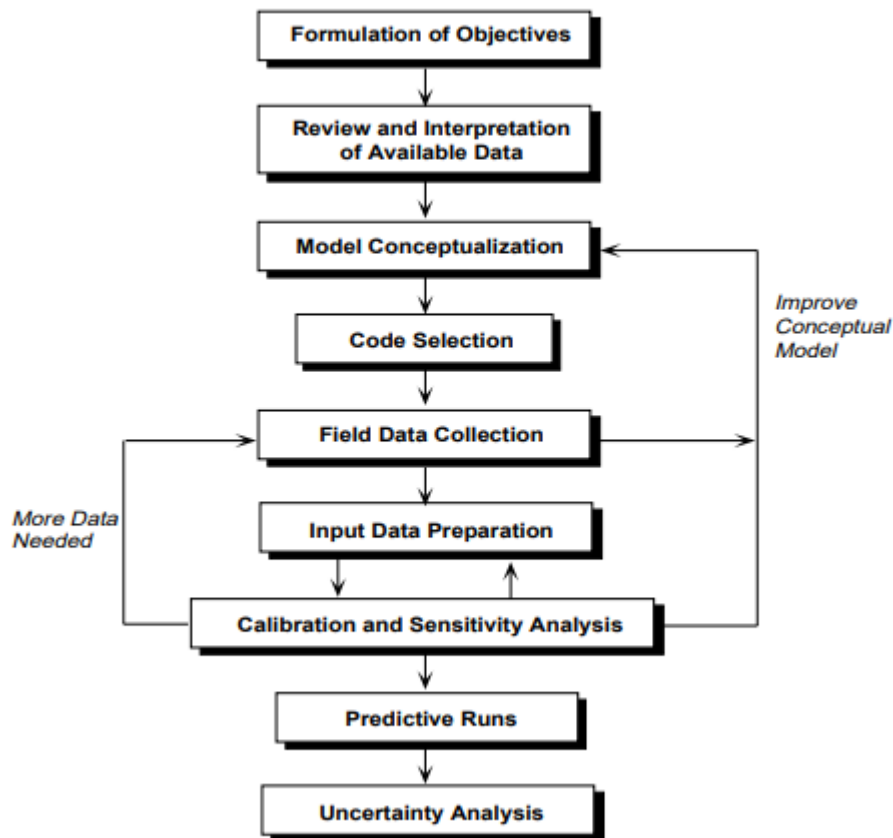 Formulation of Objectives
Review and Interpretation
of Available Data
Model Conceptualization
Improve
Conceptual
Model
Code Selection
Field Data Collection
More Data
Needed
Input Data Preparation
Calibration and Sensitivity Analysis
Predictive Runs
Uncertainty Analysis